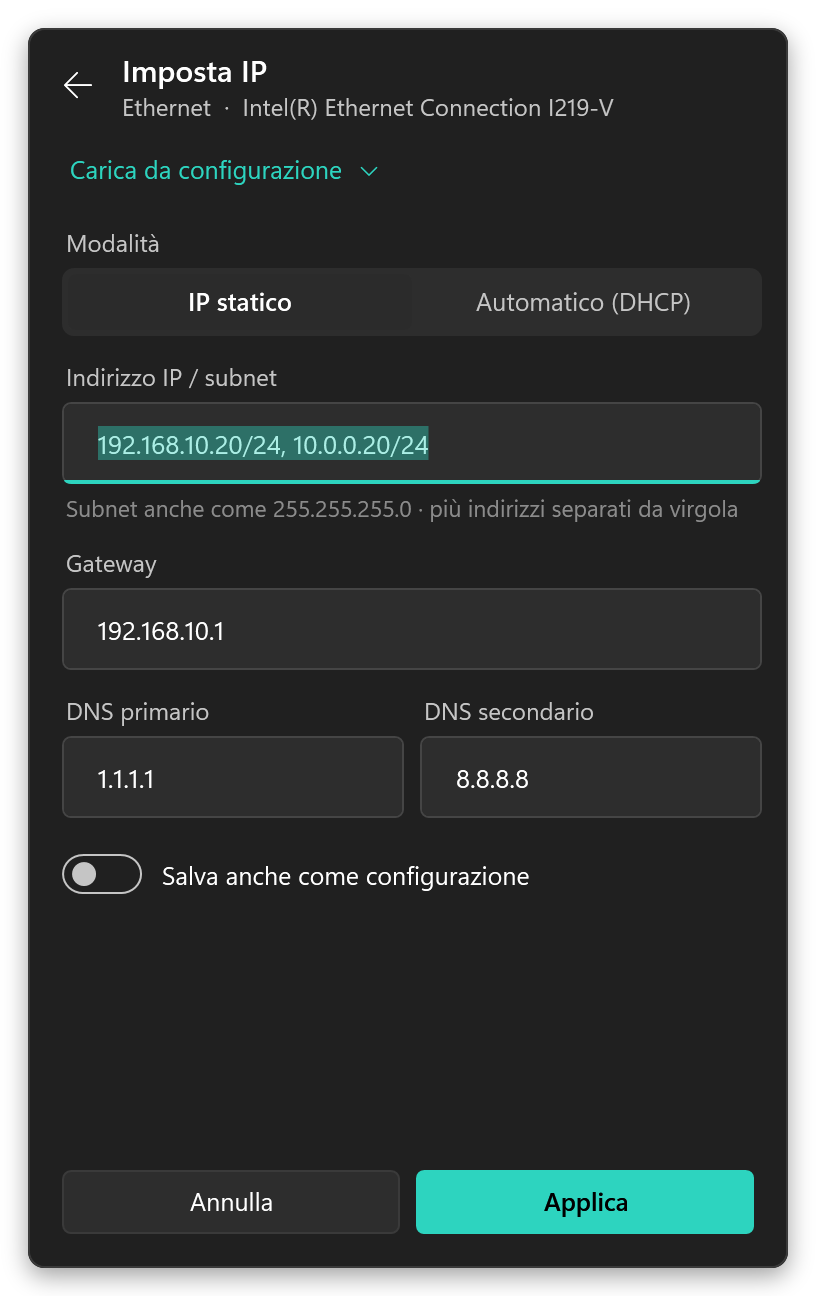 Imposta IP
Ethernet · Intel(R) Ethernet Connection I219-V
Carica da configurazione
Modalità
IP statico
Automatico (DHCP)
Indirizzo IP / subnet
192.168.10.20/24, 10.0.0.20/24
Subnet anche come 255.255.255.0 · più indirizzi separati da virgola
Gateway
192.168.10.1
DNS primario
DNS secondario
1.1.1.1
8.8.8.8
Salva anche come configurazione
Annulla
Applica